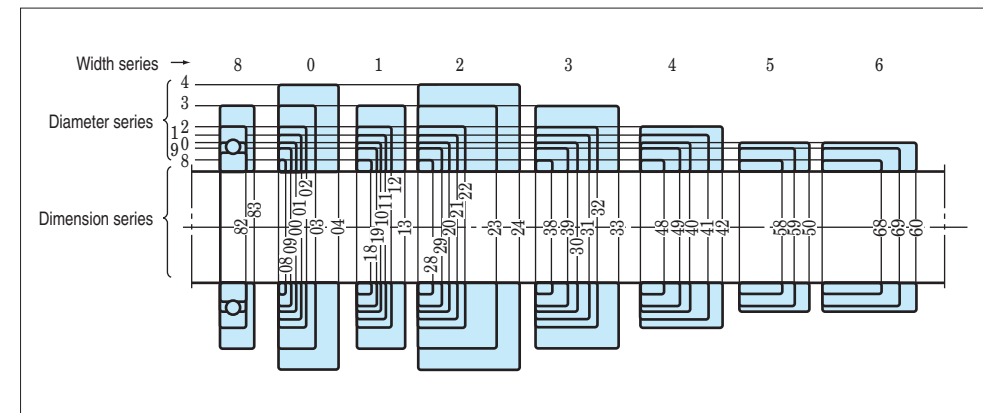 Width series → 8 0 1 2 3 4 5 6
Diameter series
4
3
2
1
0
9
8
Dimension series
82 83
08 09 00 01 02 03 04
18 19 10 11 12 13
28 29 20 21 22 23 24
38 39 30 31 32 33
48 49 40 41 42
58 59 50
68 69 60